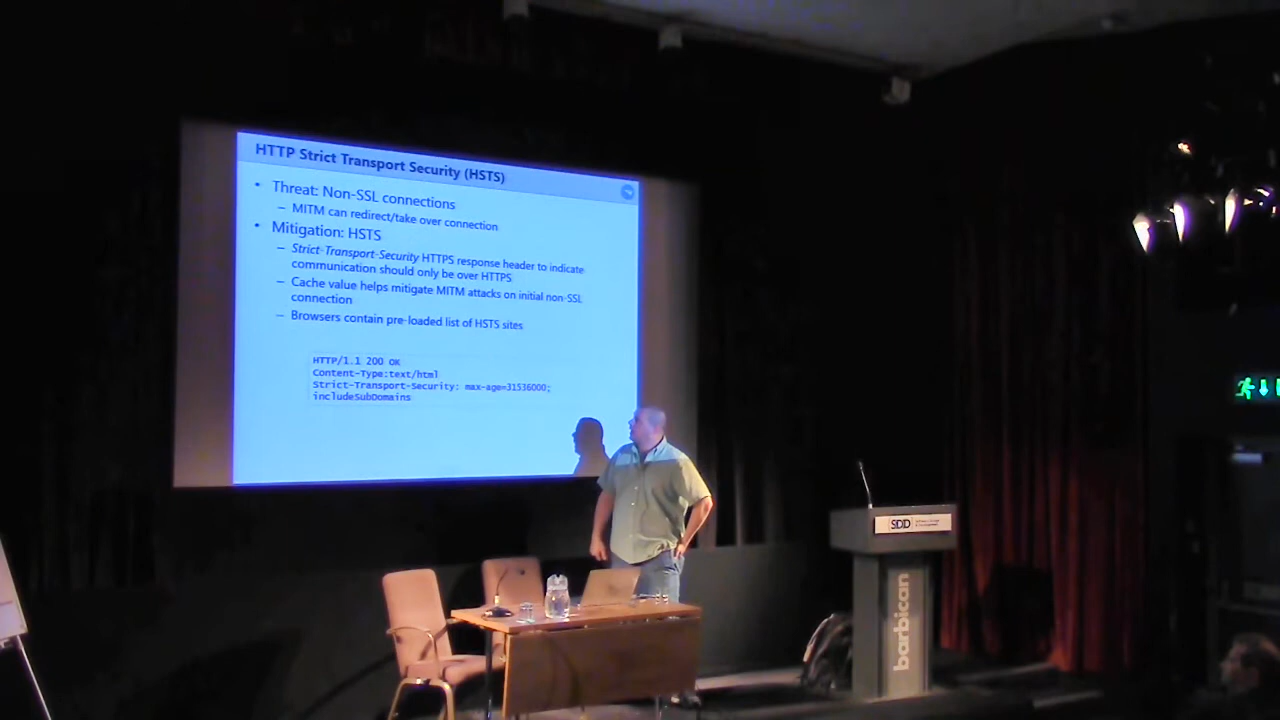 HTTP Strict Transport Security (HSTS)
• Threat: Non-SSL connections
– MITM can redirect/take over connection
• Mitigation: HSTS
– Strict-Transport-Security HTTPS response header to indicate
communication should only be over HTTPS
– Cache value helps mitigate MITM attacks on initial non-SSL
connection
– Browsers contain pre-loaded list of HSTS sites
HTTP/1.1 200 OK
Content-Type:text/html
Strict-Transport-Security: max-age=31536000;
includeSubDomains
SDD
barbican